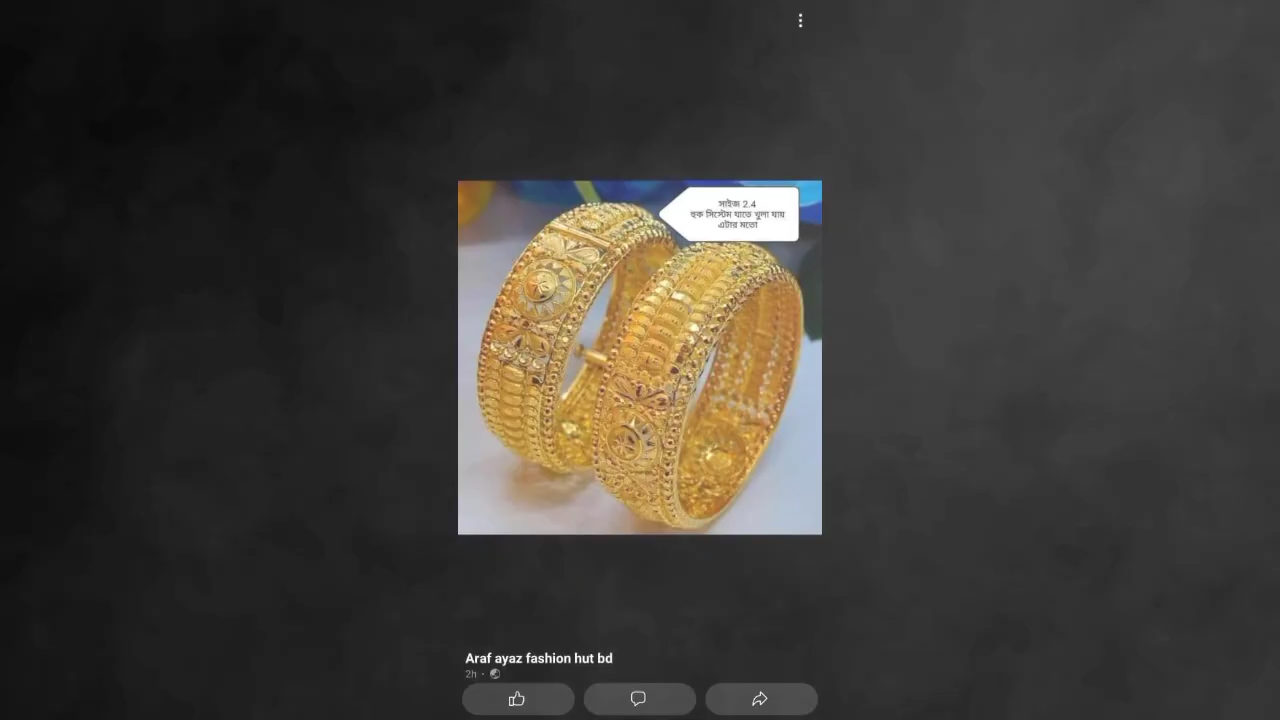 সাইজ 2.4
হুক সিস্টেম যাতে খুলা যায়
এটার মতো
Araf ayaz fashion hut bd
2h ·